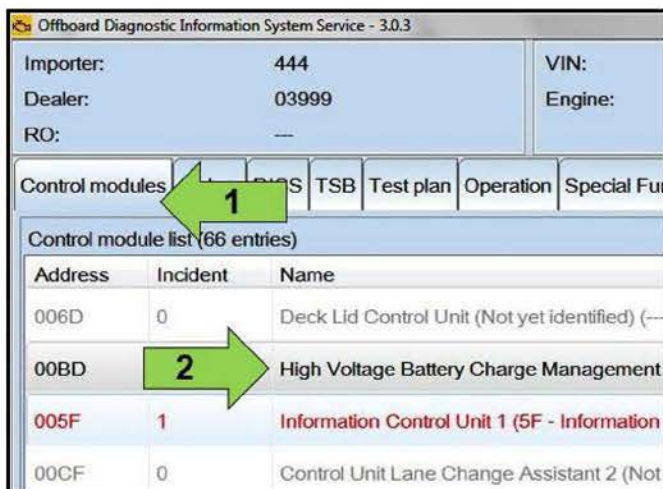 Offboard Diagnostic Information System Service - 3.0.3
Importer: 444 VIN:
Dealer: 03999 Engine:
RO: ---
Control modules TSB Test plan Operation Special Fu
1
Control module list (66 entries)
Address Incident Name
006D 0 Deck Lid Control Unit (Not yet identified) (---
00BD 2 High Voltage Battery Charge Management
005F 1 Information Control Unit 1 (5F - Information
00CF 0 Control Unit Lane Change Assistant 2 (Not